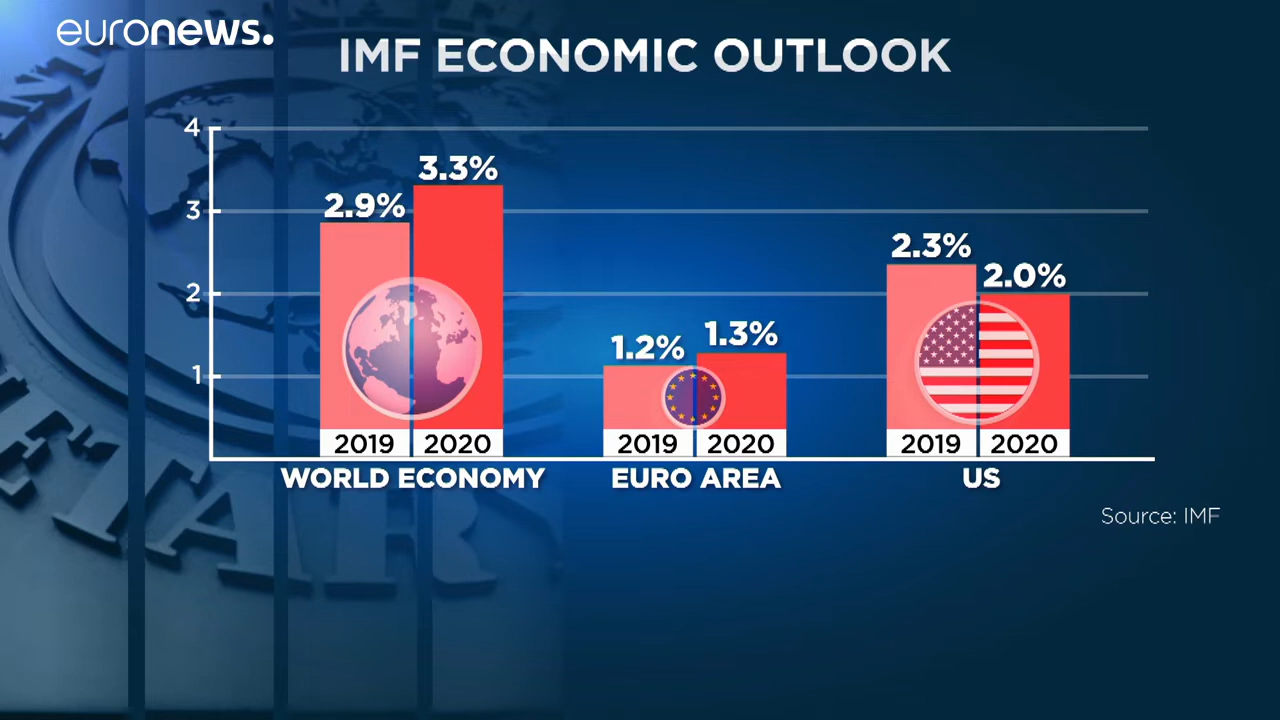 euronews.
IMF ECONOMIC OUTLOOK
4
3
2
1
2.9%
3.3%
1.2%
1.3%
2.3%
2.0%
2019
2020
2019
2020
2019
2020
WORLD ECONOMY
EURO AREA
US
Source: IMF